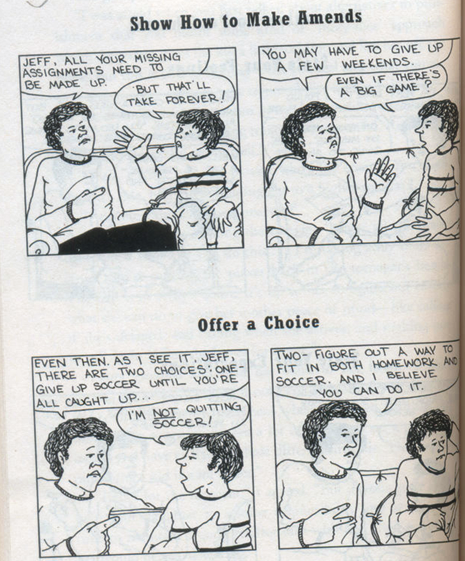 Show How to Make Amends
JEFF, ALL YOUR MISSING
ASSIGNMENTS NEED TO
BE MADE UP.
BUT THAT'LL
TAKE FOREVER!
YOU MAY HAVE TO GIVE UP
A FEW WEEKENDS.
EVEN IF THERE'S
A BIG GAME?
Offer a Choice
EVEN THEN. AS I SEE IT, JEFF,
THERE ARE TWO CHOICES: ONE-
GIVE UP SOCCER UNTIL YOU'RE
ALL CAUGHT UP...
I'M NOT QUITTING
SOCCER!
TWO- FIGURE OUT A WAY TO
FIT IN BOTH HOMEWORK AND
SOCCER. AND I BELIEVE
YOU CAN DO IT.